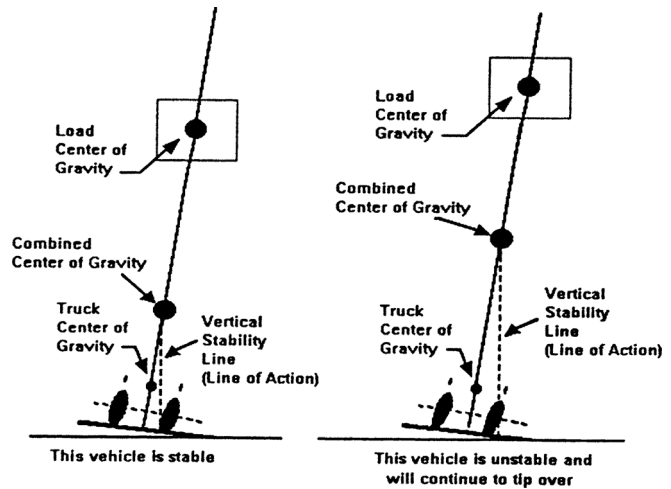 Load
Center of
Gravity
Combined
Center of Gravity
Truck
Center of
Gravity
Vertical
Stability
Line
(Line of Action)
This vehicle is stable
Load
Center of
Gravity
Combined
Center of Gravity
Truck
Center of
Gravity
Vertical
Stability
Line
(Line of Action)
This vehicle is unstable and
will continue to tip over